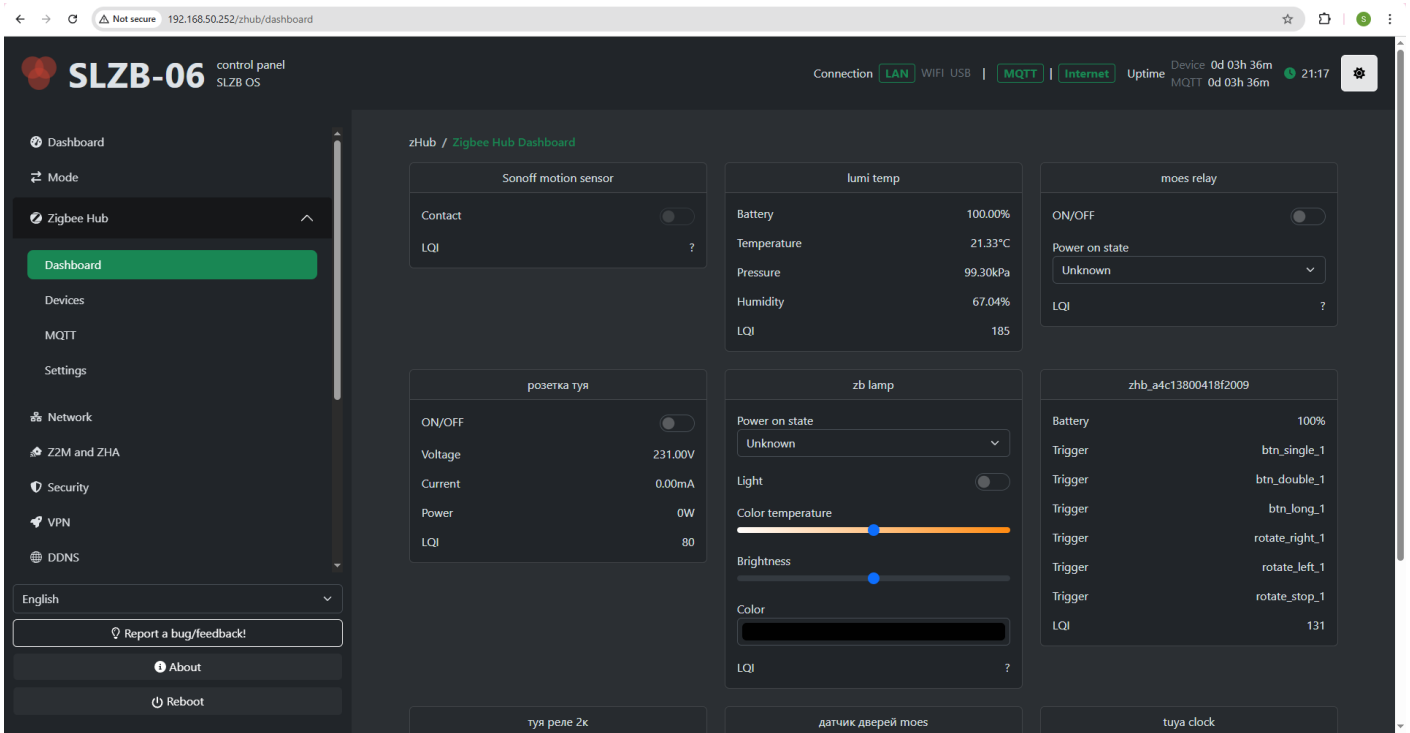 Not secure 192.168.50.252/zhub/dashboard
S
SLZB-06 control panel
SLZB OS
Connection LAN WIFI USB | MQTT | Internet Uptime Device 0d 03h 36m
MQTT 0d 03h 36m
21:17
Dashboard
Mode
Zigbee Hub
Dashboard
Devices
MQTT
Settings
Network
Z2M and ZHA
Security
VPN
DDNS
English
Report a bug/feedback!
About
Reboot
zHub / Zigbee Hub Dashboard
Sonoff motion sensor
Contact
LQI ?
lumi temp
Battery 100.00%
Temperature 21.33°C
Pressure 99.30kPa
Humidity 67.04%
LQI 185
moes relay
ON/OFF
Power on state
Unknown
LQI ?
розетка туя
ON/OFF
Voltage 231.00V
Current 0.00mA
Power 0W
LQI 80
zb lamp
Power on state
Unknown
Light
Color temperature
Brightness
Color
LQI ?
zhb_a4c13800418f2009
Battery 100%
Trigger btn_single_1
Trigger btn_double_1
Trigger btn_long_1
Trigger rotate_right_1
Trigger rotate_left_1
Trigger rotate_stop_1
LQI 131
туя реле 2к
датчик дверей moes
tuya clock